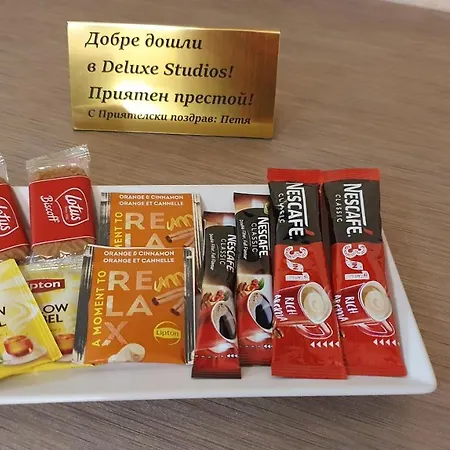 Добре дошли
в Deluxe Studios!
Приятен престой!
С Приятелски поздрав: Петя
Lotus
Biscoff
Lotus
Biscoff
ORANGE & CINNAMON
ORANGE ET CANNELLE
A MOMENT TO
RELAX
ORANGE & CINNAMON
ORANGE ET CANNELLE
A MOMENT TO
RELAX
Lipton
Lipton
NESCAFÉ
CLASSIC
NESCAFÉ
CLASSIC
NESCAFÉ
CLASSIC
3in1
RICH
AROMA
NESCAFÉ
CLASSIC
3in1
RICH
AROMA